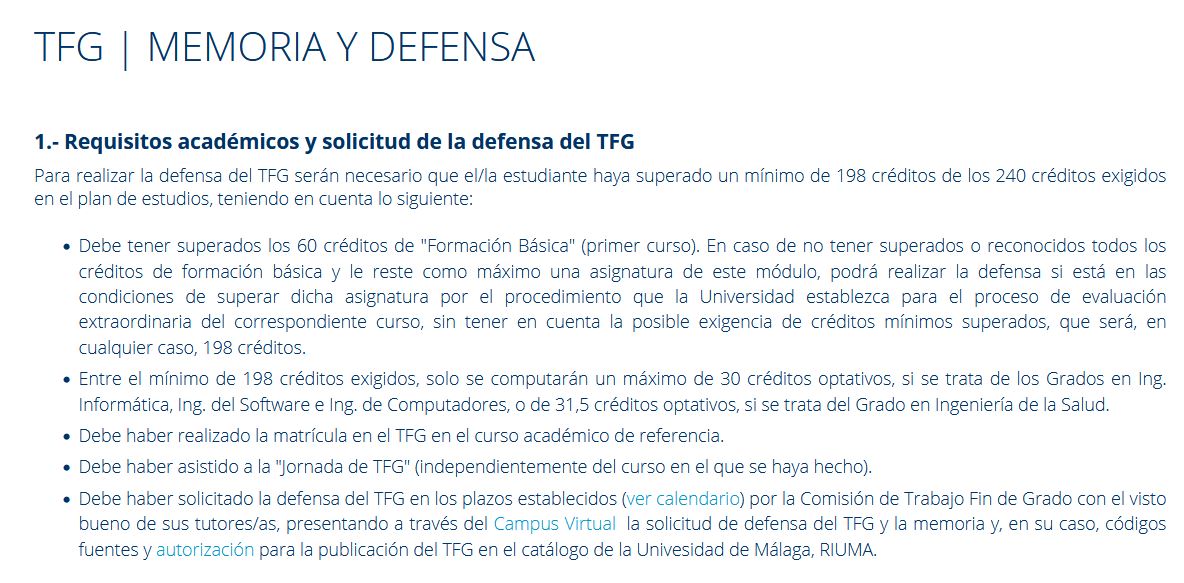 TFG | MEMORIA Y DEFENSA
1.- Requisitos académicos y solicitud de la defensa del TFG
Para realizar la defensa del TFG serán necesario que el/la estudiante haya superado un mínimo de 198 créditos de los 240 créditos exigidos
en el plan de estudios, teniendo en cuenta lo siguiente:
• Debe tener superados los 60 créditos de "Formación Básica" (primer curso). En caso de no tener superados o reconocidos todos los
créditos de formación básica y le reste como máximo una asignatura de este módulo, podrá realizar la defensa si está en las
condiciones de superar dicha asignatura por el procedimiento que la Universidad establezca para el proceso de evaluación
extraordinaria del correspondiente curso, sin tener en cuenta la posible exigencia de créditos mínimos superados, que será, en
cualquier caso, 198 créditos.
• Entre el mínimo de 198 créditos exigidos, solo se computarán un máximo de 30 créditos optativos, si se trata de los Grados en Ing.
Informática, Ing. del Software e Ing. de Computadores, o de 31,5 créditos optativos, si se trata del Grado en Ingeniería de la Salud.
• Debe haber realizado la matrícula en el TFG en el curso académico de referencia.
• Debe haber asistido a la "Jornada de TFG" (independientemente del curso en el que se haya hecho).
• Debe haber solicitado la defensa del TFG en los plazos establecidos (ver calendario) por la Comisión de Trabajo Fin de Grado con el visto
bueno de sus tutores/as, presentando a través del Campus Virtual la solicitud de defensa del TFG y la memoria y, en su caso, códigos
fuentes y autorización para la publicación del TFG en el catálogo de la Univesidad de Málaga, RIUMA.